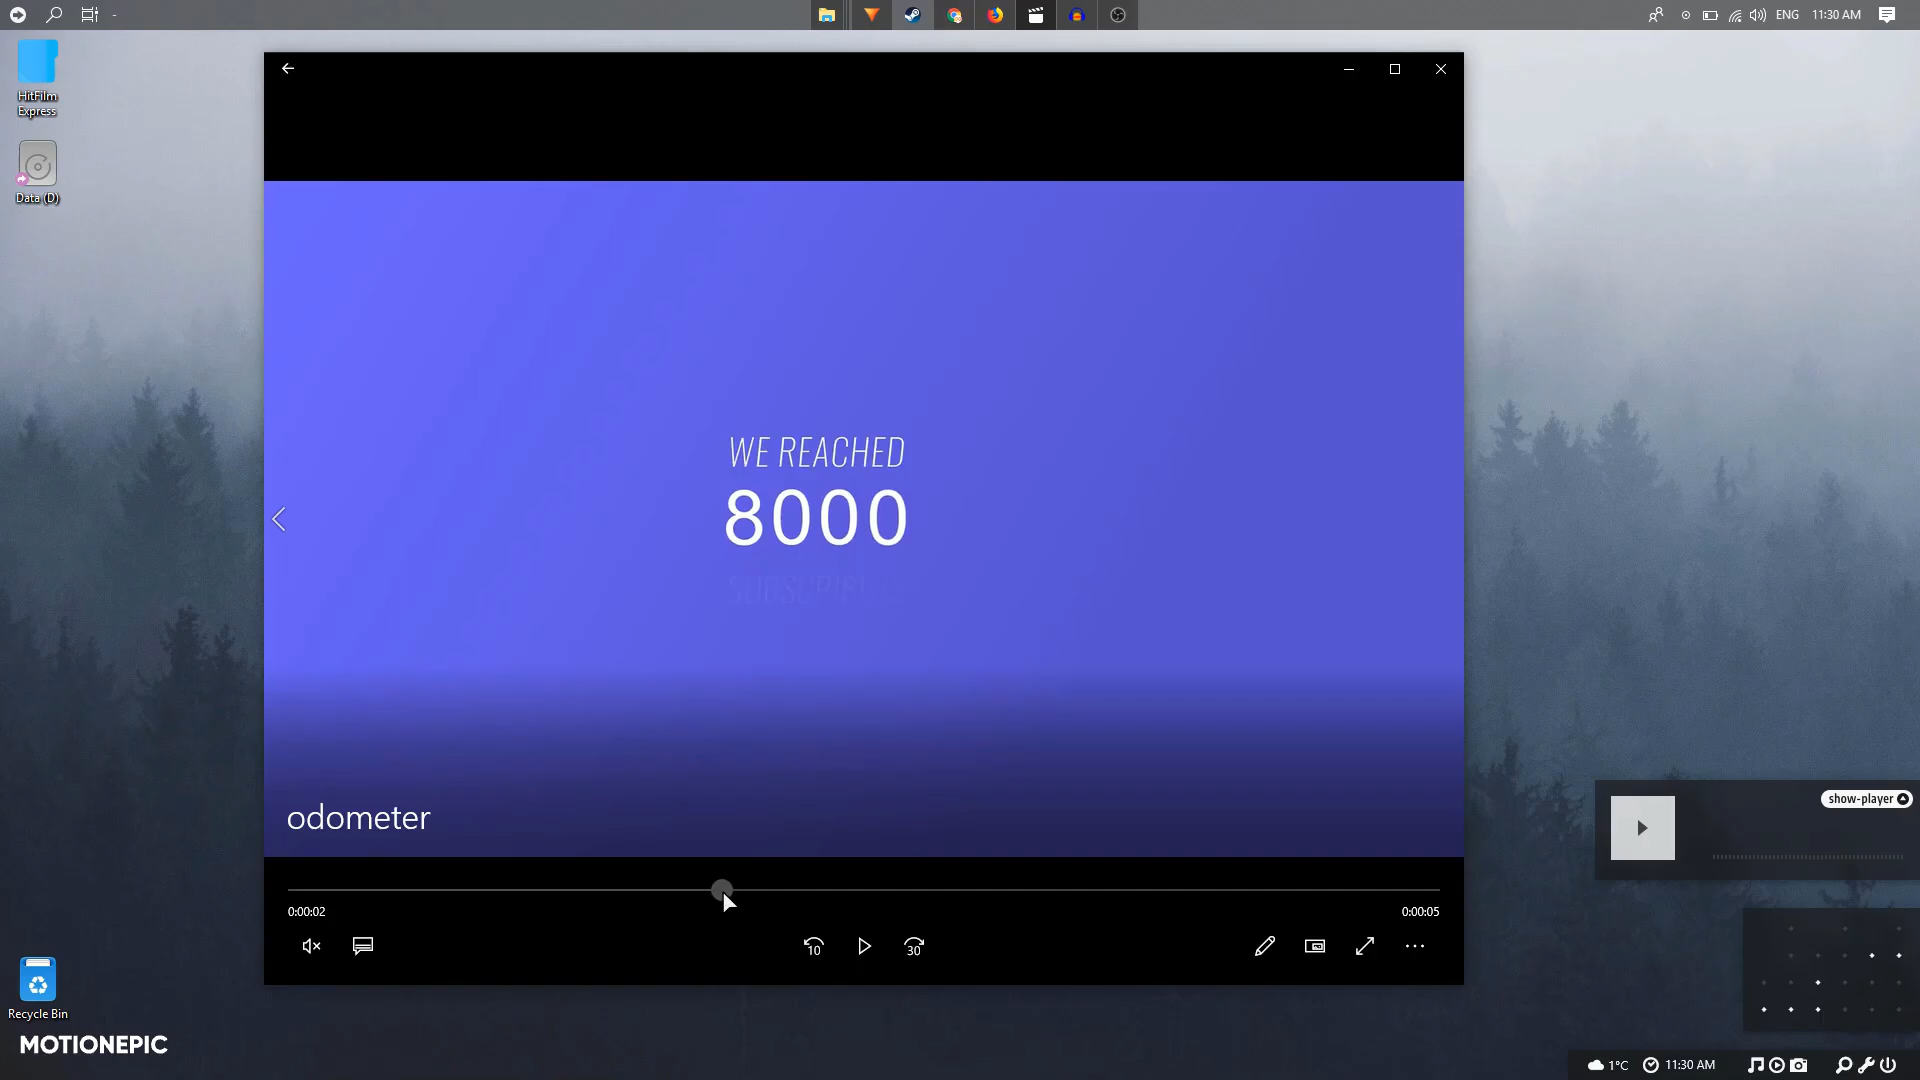 ENG 11:30 AM
HitFilm
Express
Data (D)
WE REACHED
8000
odometer
0:00:02
0:00:05
10
30
show-player
Recycle Bin
MOTIONEPIC
1°C 11:30 AM